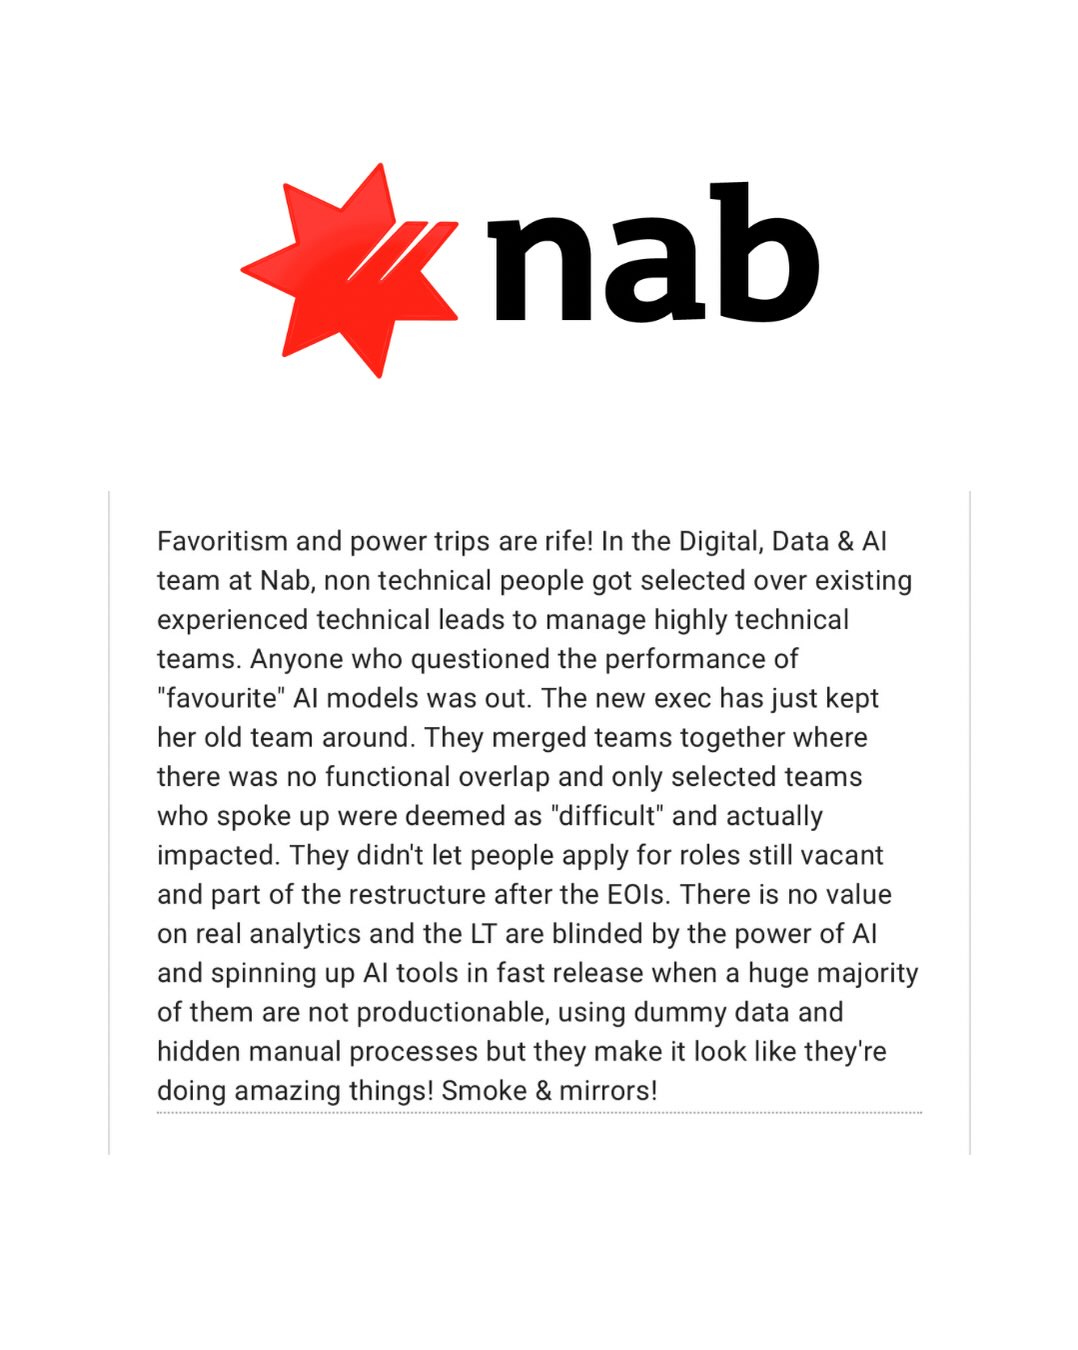 nab
Favoritism and power trips are rife! In the Digital, Data & AI
team at Nab, non technical people got selected over existing
experienced technical leads to manage highly technical
teams. Anyone who questioned the performance of
"favourite" AI models was out. The new exec has just kept
her old team around. They merged teams together where
there was no functional overlap and only selected teams
who spoke up were deemed as "difficult" and actually
impacted. They didn't let people apply for roles still vacant
and part of the restructure after the EOIs. There is no value
on real analytics and the LT are blinded by the power of AI
and spinning up AI tools in fast release when a huge majority
of them are not productionable, using dummy data and
hidden manual processes but they make it look like they're
doing amazing things! Smoke & mirrors!